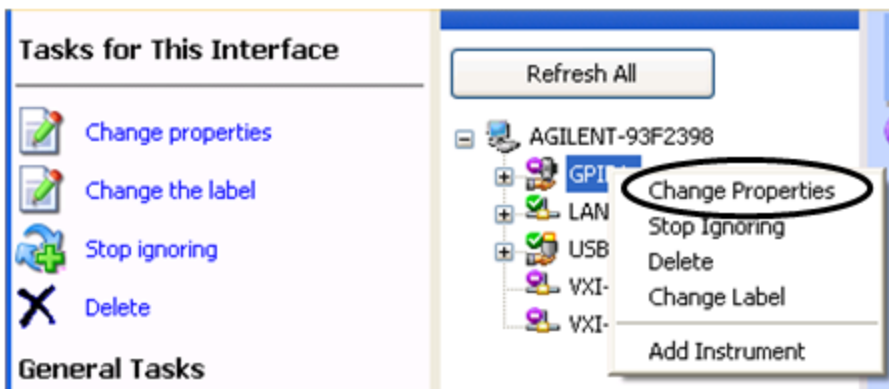 Tasks for This Interface
Change properties
Change the label
Stop ignoring
Delete
General Tasks
Refresh All
AGILENT-93F2398
LAN
USB
VXI-
VXI-
Change Properties
Stop Ignoring
Delete
Change Label
Add Instrument